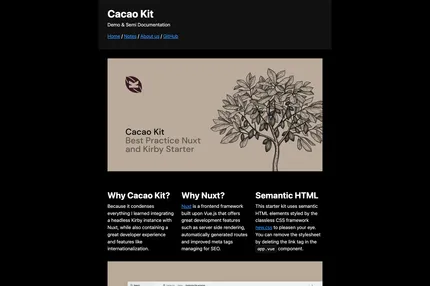 Cacao Kit
Demo & Semi Documentation
Home / Notes / About us / GitHub
Cacao Kit
Best Practice Nuxt
and Kirby Starter
Why Cacao Kit?
Because it condenses
everything I learned integrating
a headless Kirby instance with
Nuxt, while also containing a
great developer experience
and features like
internationalization.
Why Nuxt?
Nuxt is a frontend framework
built upon Vue.js that offers
great development features
such as server side rendering,
automatically generated routes
and improved meta tags
managing for SEO.
Semantic HTML
This starter kit uses semantic
HTML elements styled by the
classless CSS framework
new.css to pleasen your eye.
You can remove the stylesheet
by deleting the link tag in the
app.vue component.